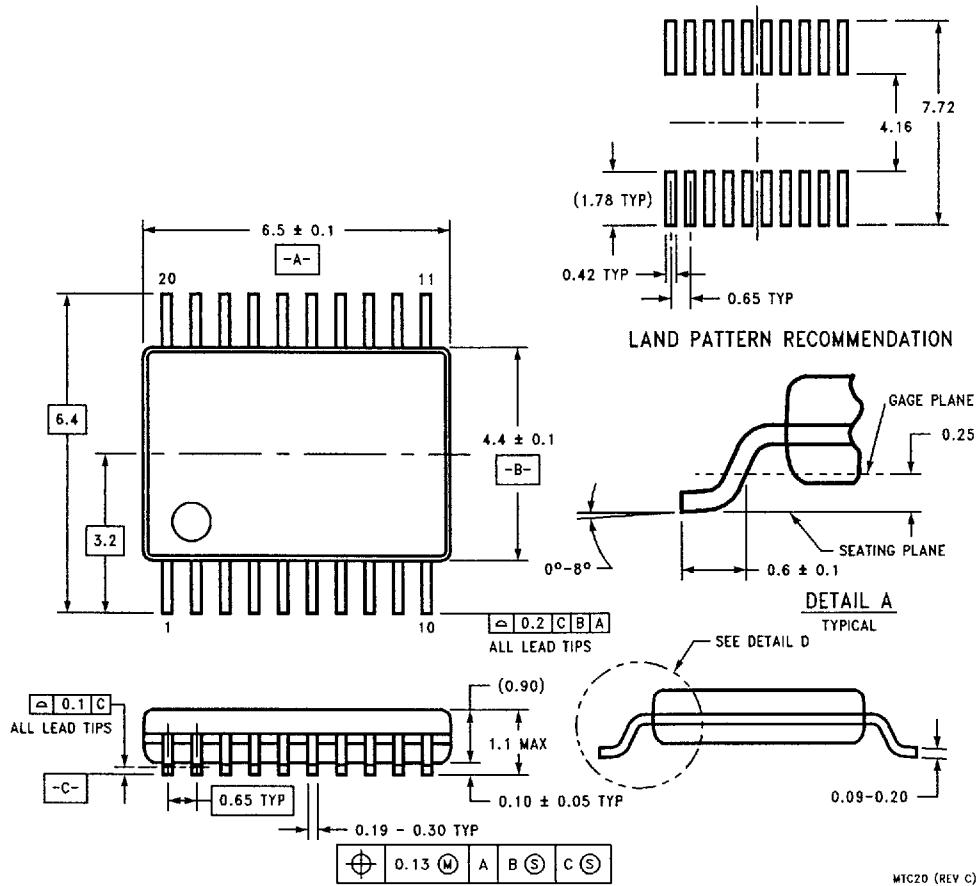 7.72
4.16
(1.78 TYP)
0.42 TYP
0.65 TYP
LAND PATTERN RECOMMENDATION
6.5 ± 0.1
-A-
20
11
6.4
3.2
4.4 ± 0.1
-B-
1
10
⌓ 0.2 C B A
ALL LEAD TIPS
GAGE PLANE
0.25
SEATING PLANE
0°-8°
0.6 ± 0.1
DETAIL A
TYPICAL
SEE DETAIL D
⌓ 0.1 C
ALL LEAD TIPS
(0.90)
1.1 MAX
-C-
0.65 TYP
0.10 ± 0.05 TYP
0.19 - 0.30 TYP
⌖ 0.13 Ⓜ A B Ⓢ C Ⓢ
0.09-0.20
MTC20 (REV C)